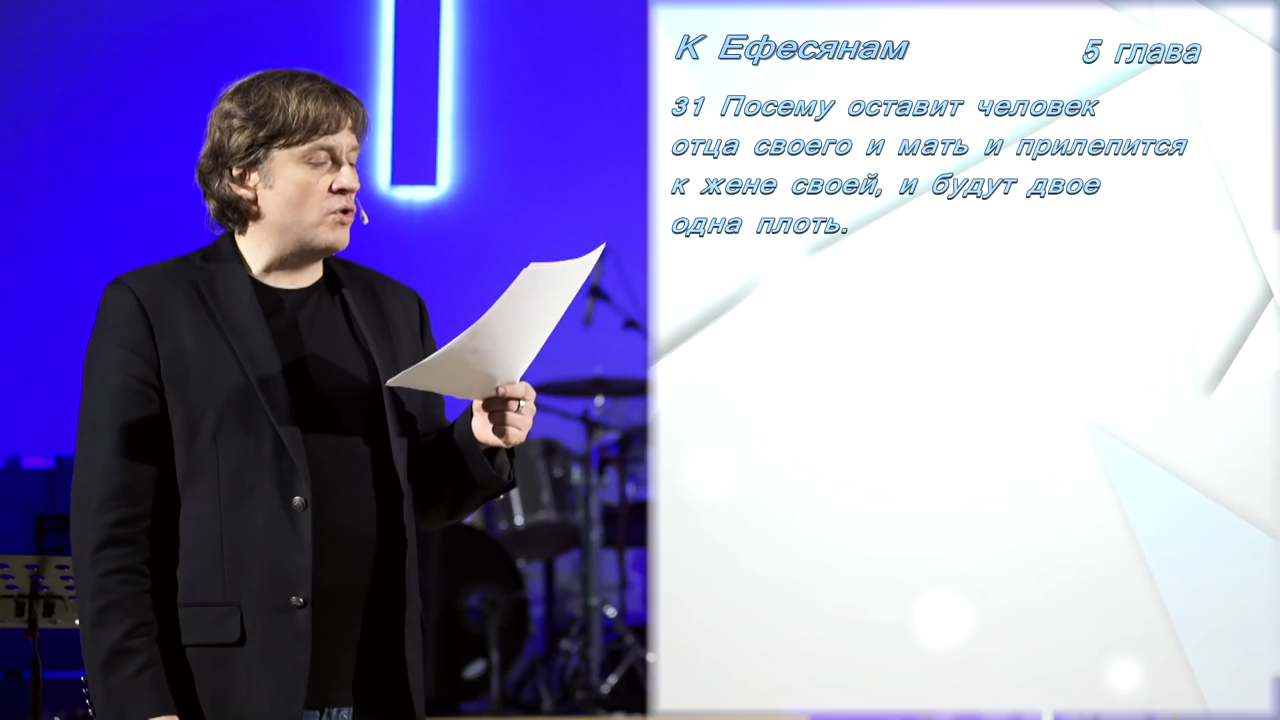 К Ефесянам 5 глава
31 Посему оставит человек
отца своего и мать и прилепится
к жене своей, и будут двое
одна плоть.